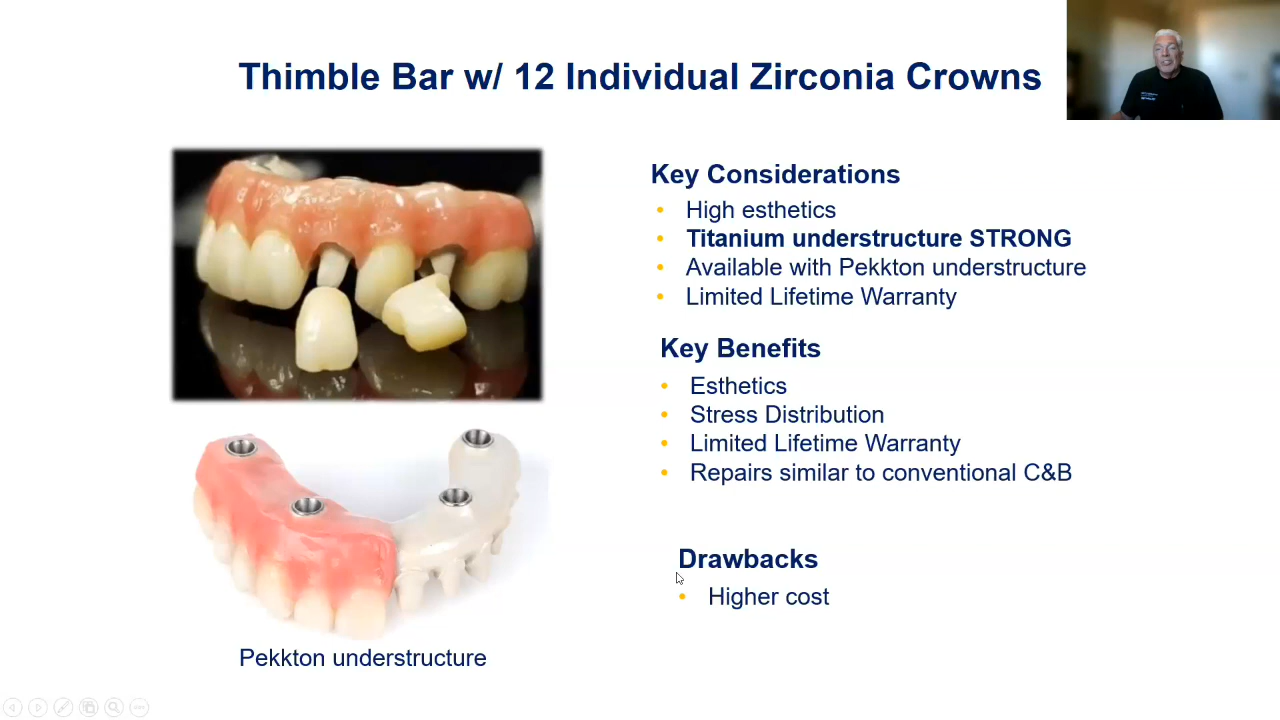 Thimble Bar w/ 12 Individual Zirconia Crowns
Key Considerations
• High esthetics
• Titanium understructure STRONG
• Available with Pekkton understructure
• Limited Lifetime Warranty
Key Benefits
• Esthetics
• Stress Distribution
• Limited Lifetime Warranty
• Repairs similar to conventional C&B
Drawbacks
• Higher cost
Pekkton understructure